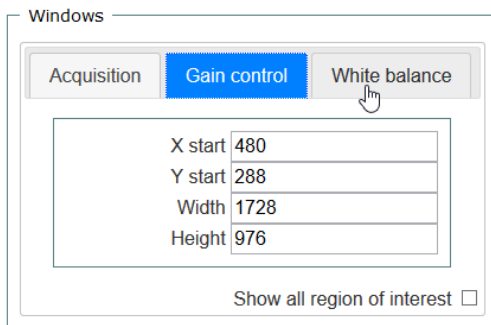 Windows
Acquisition Gain control White balance
X start 480
Y start 288
Width 1728
Height 976
Show all region of interest